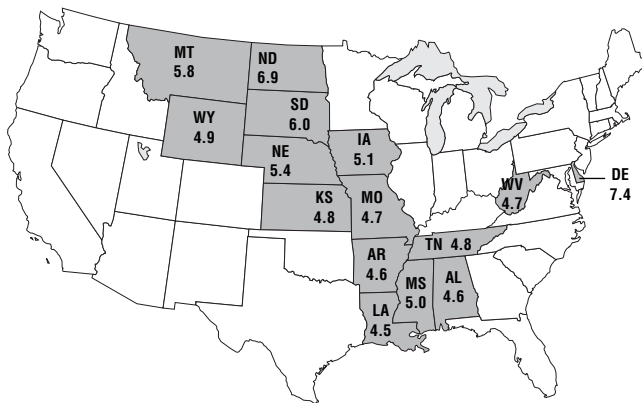 MT
5.8
ND
6.9
SD
6.0
WY
4.9
NE
5.4
IA
5.1
KS
4.8
MO
4.7
WV
4.7
DE
7.4
TN 4.8
AR
4.6
MS
5.0
AL
4.6
LA
4.5